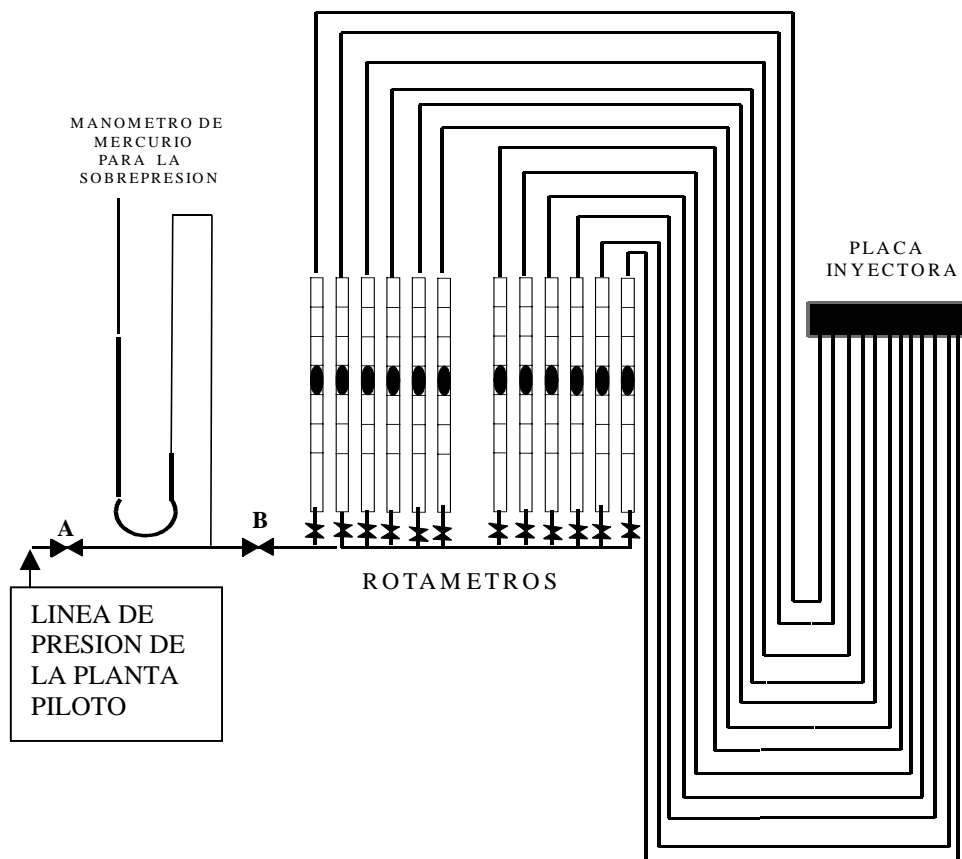 MANOMETRO DE
MERCURIO
PARA LA
SOBREPRESION
PLACA
INYECTORA
A
B
ROTAMETROS
LINEA DE
PRESION DE
LA PLANTA
PILOTO